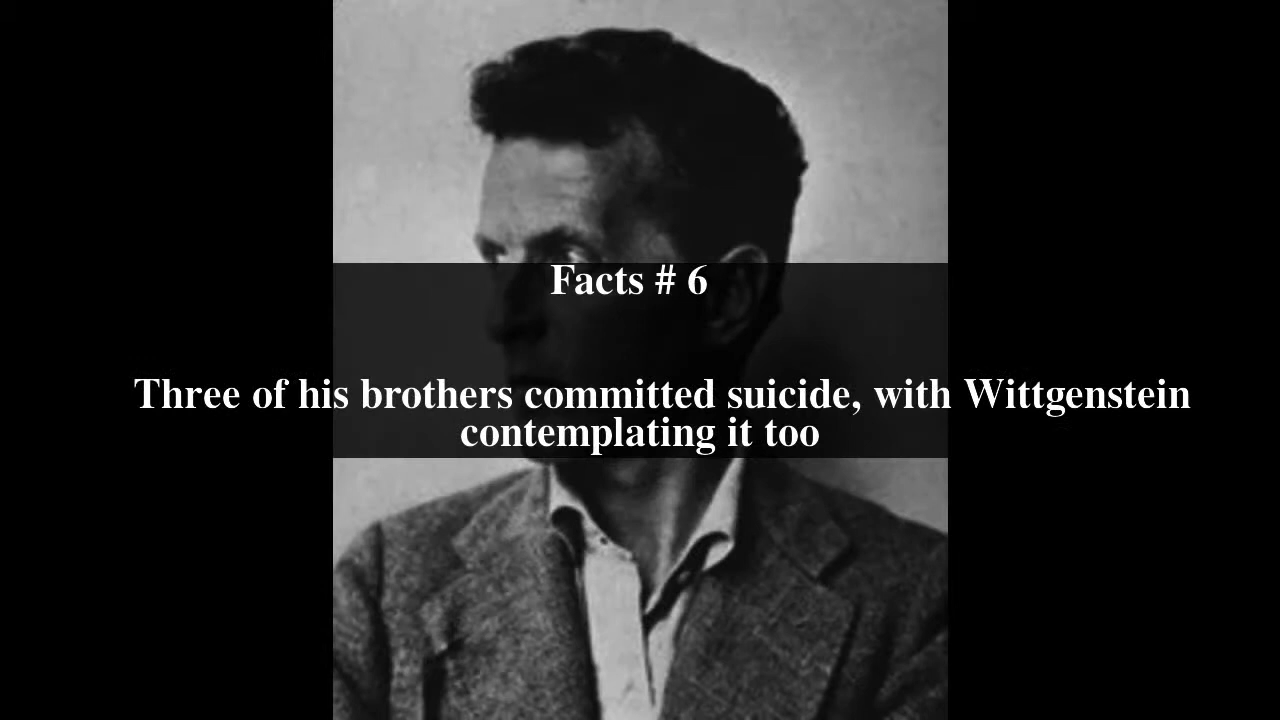 Facts # 6
Three of his brothers committed suicide, with Wittgenstein
contemplating it too